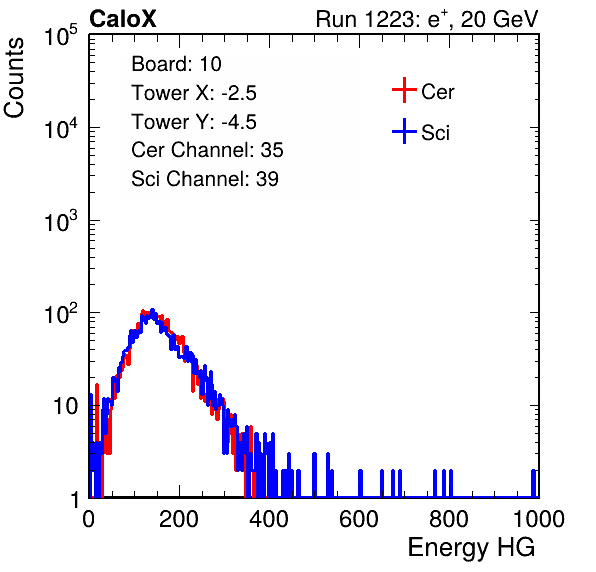 CaloX Run 1223: e⁺, 20 GeV
Counts
10⁵
10⁴
10³
10²
10
1
Board: 10
Tower X: -2.5
Tower Y: -4.5
Cer Channel: 35
Sci Channel: 39
Cer
Sci
0 200 400 600 800 1000
Energy HG